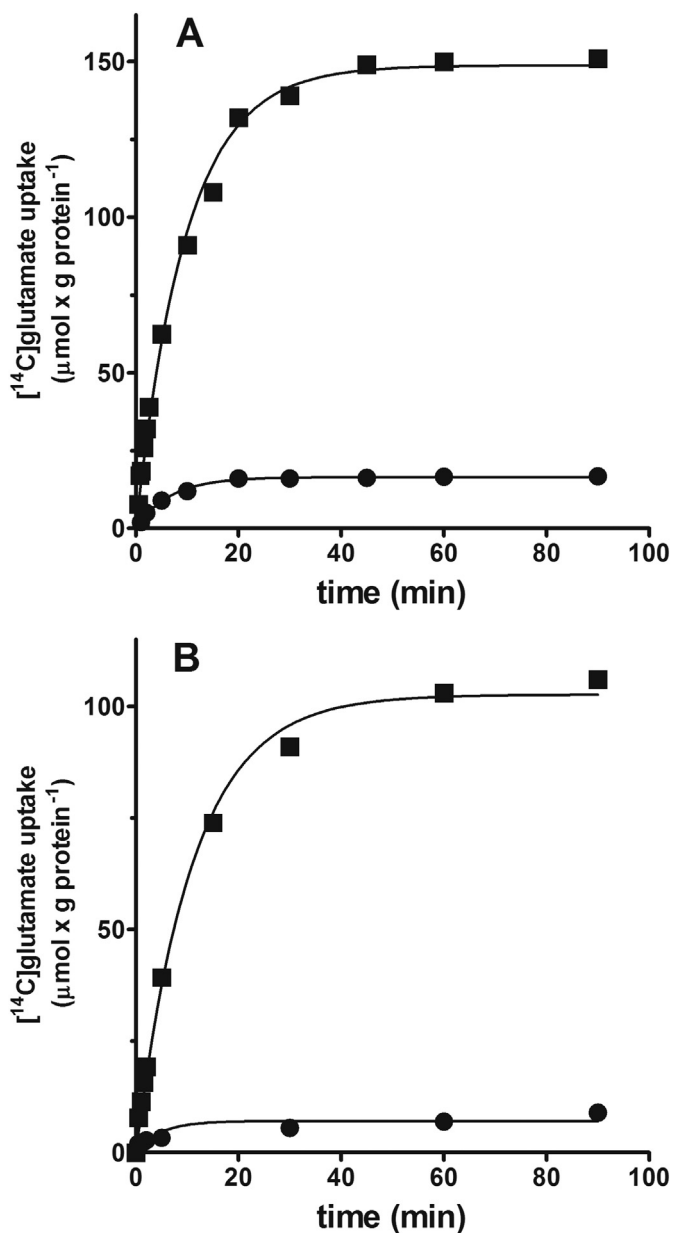 A
[¹⁴C]glutamate uptake
(μmol x g protein⁻¹)
150
100
50
0
0 20 40 60 80 100
time (min)
B
[¹⁴C]glutamate uptake
(μmol x g protein⁻¹)
100
50
0
0 20 40 60 80 100
time (min)